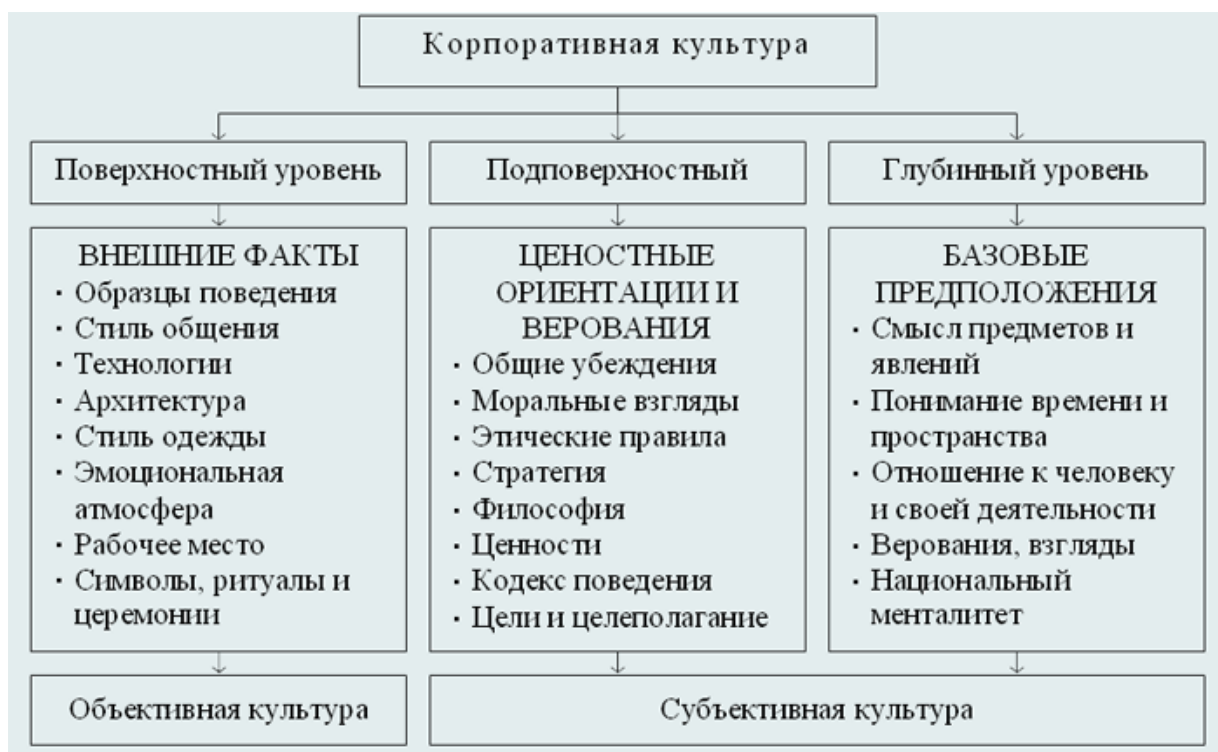 Корпоративная культура
Поверхностный уровень
Подповерхностный
Глубинный уровень
ВНЕШНИЕ ФАКТЫ
· Образцы поведения
· Стиль общения
· Технологии
· Архитектура
· Стиль одежды
· Эмоциональная
атмосфера
· Рабочее место
· Символы, ритуалы и
церемонии
ЦЕНОСТНЫЕ
ОРИЕНТАЦИИ И
ВЕРОВАНИЯ
· Общие убеждения
· Моральные взгляды
· Этические правила
· Стратегия
· Философия
· Ценности
· Кодекс поведения
· Цели и целеполагание
БАЗОВЫЕ
ПРЕДПОЛОЖЕНИЯ
· Смысл предметов и
явлений
· Понимание времени и
пространства
· Отношение к человеку
и своей деятельности
· Верования, взгляды
· Национальный
менталитет
Объективная культура
Субъективная культура